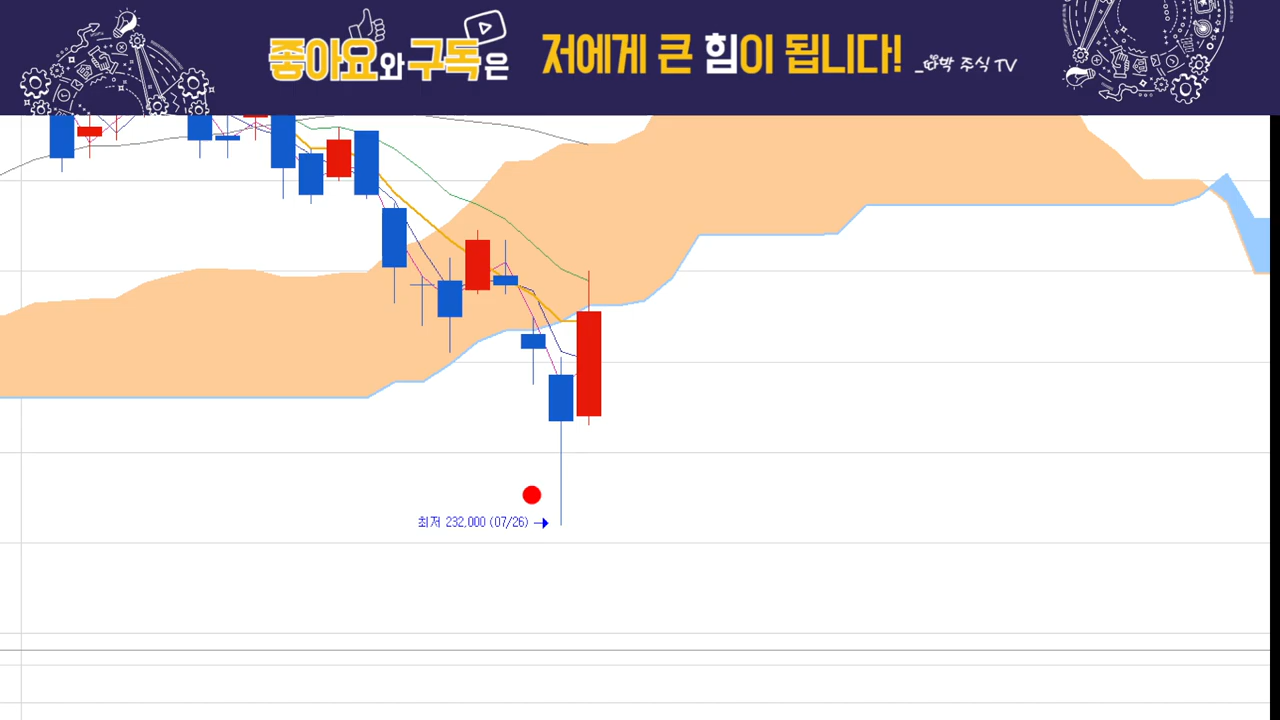 좋아요와 구독은 저에게 큰 힘이 됩니다! _호박 주식 TV
최저 232,000 (07/26)